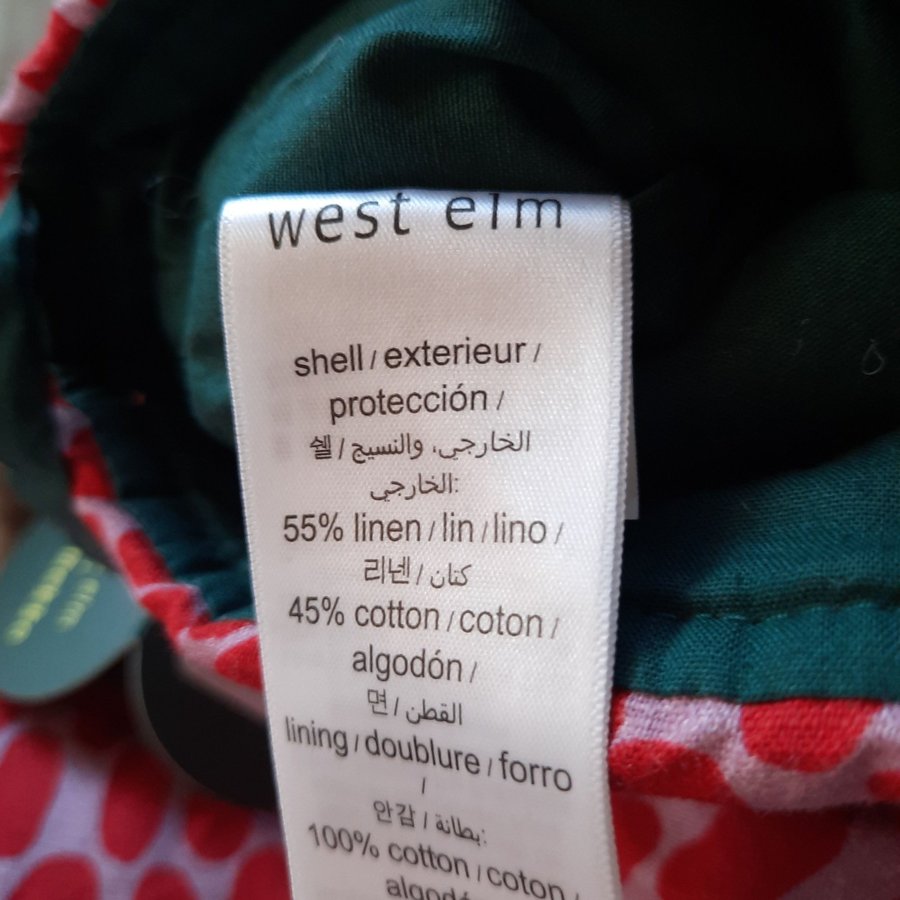 west elm
shell / exterieur /
protección /
쉘 / الخارجي، والنسيج
الخارجي:
55% linen / lin / lino /
리넨 / كتان
45% cotton / coton /
algodón /
면 / القطن
lining / doublure / forro
/
안감 / بطانة:
100% cotton / coton /